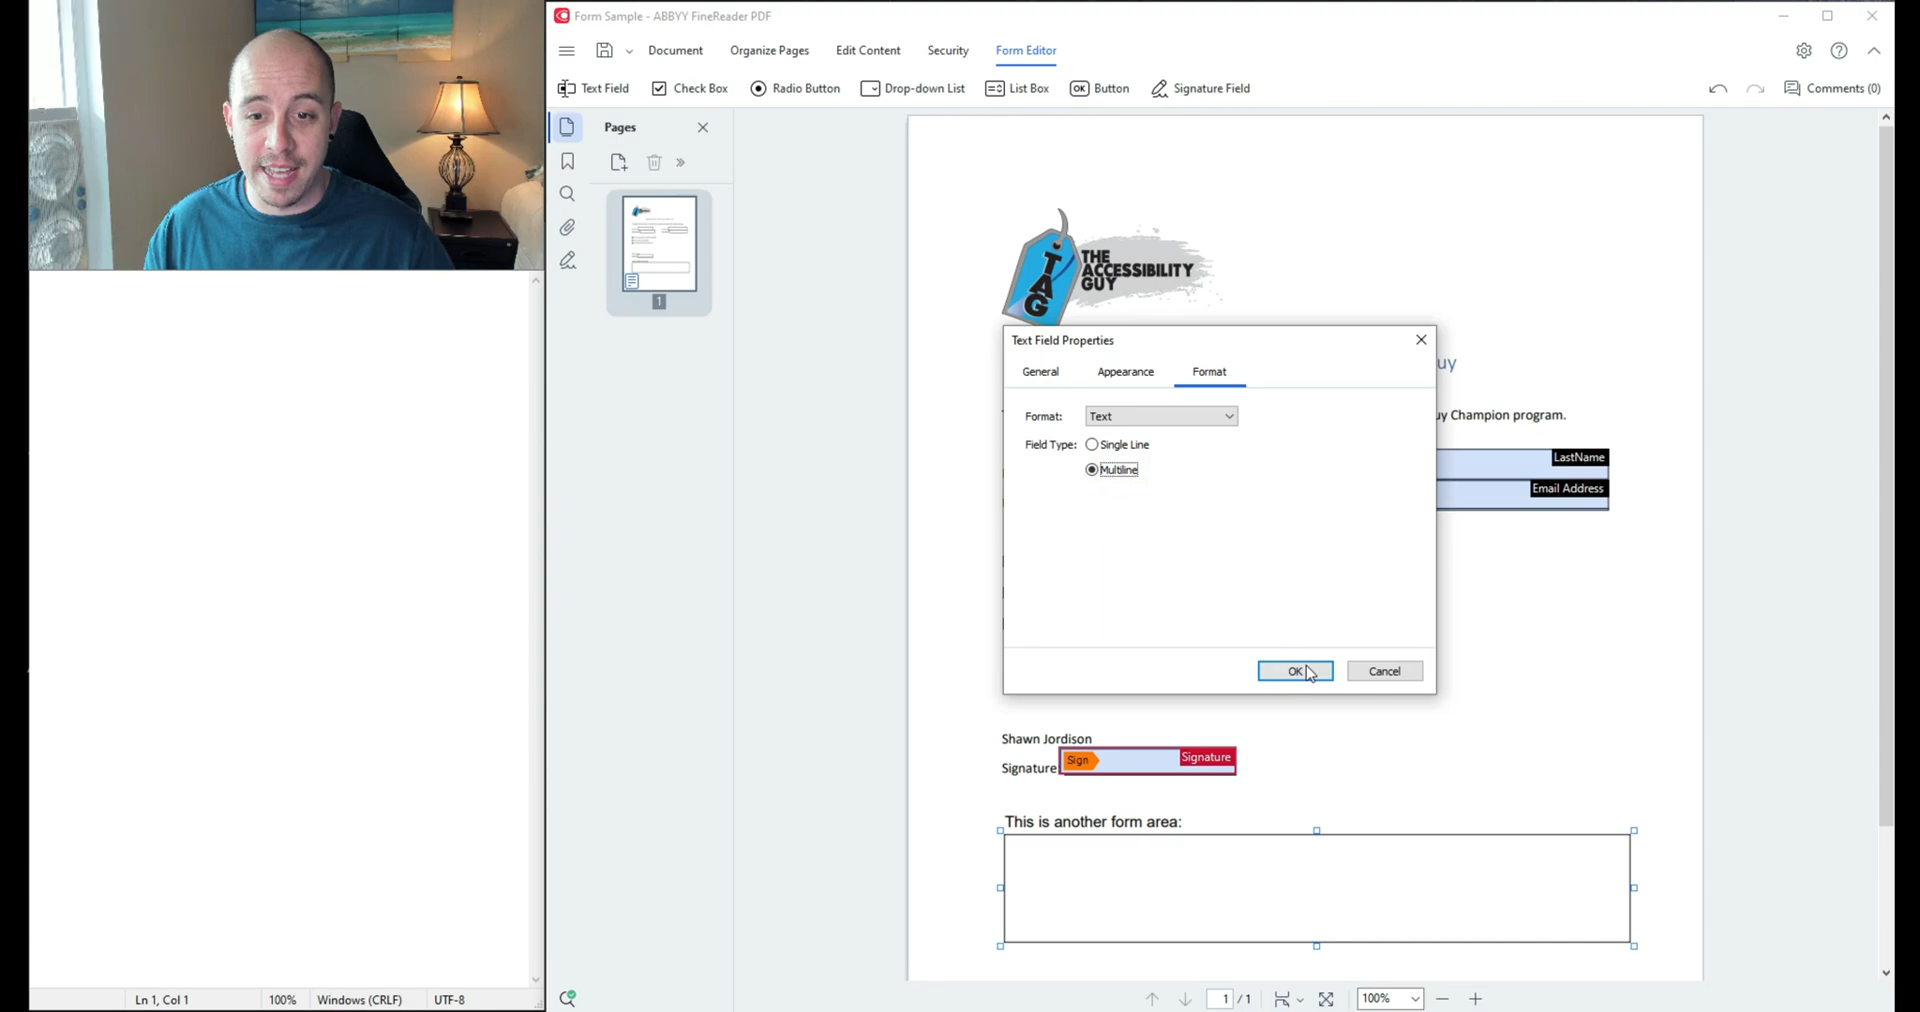 Form Sample - ABBYY FineReader PDF
Document Organize Pages Edit Content Security Form Editor
Text Field Check Box Radio Button Drop-down List List Box OK Button Signature Field Comments (0)
Pages
1
TAG
THE
ACCESSIBILITY
GUY
Text Field Properties
General Appearance Format
Format: Text
Field Type: Single Line
Multiline
OK Cancel
uy
uy Champion program.
LastName
Email Address
Shawn Jordison
Signature Sign Signature
This is another form area:
Ln 1, Col 1 100% Windows (CRLF) UTF-8
1 / 1 100%